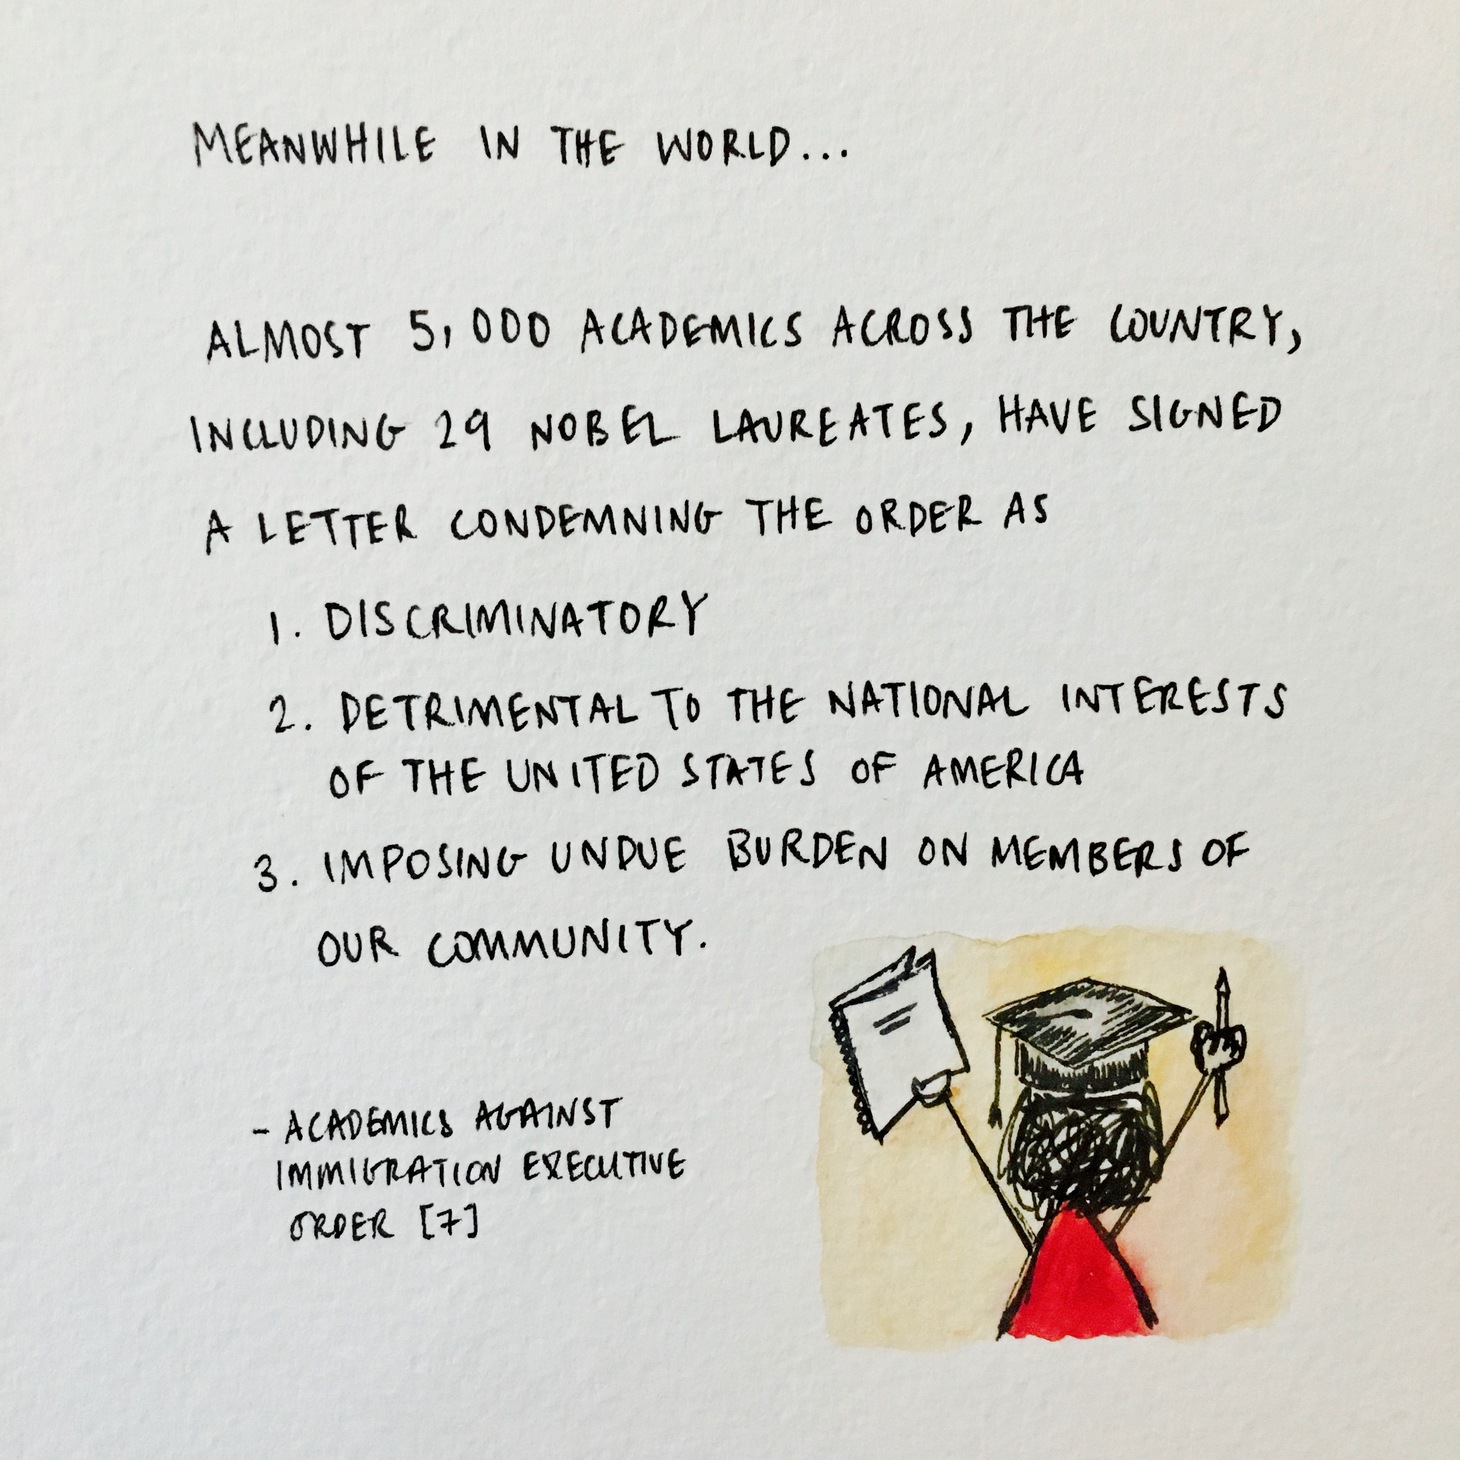 MEANWHILE IN THE WORLD...
ALMOST 5,000 ACADEMICS ACROSS THE COUNTRY,
INCLUDING 29 NOBEL LAUREATES, HAVE SIGNED
A LETTER CONDEMNING THE ORDER AS
1. DISCRIMINATORY
2. DETRIMENTAL TO THE NATIONAL INTERESTS
OF THE UNITED STATES OF AMERICA
3. IMPOSING UNDUE BURDEN ON MEMBERS OF
OUR COMMUNITY.
- ACADEMICS AGAINST
IMMIGRATION EXECUTIVE
ORDER [7]